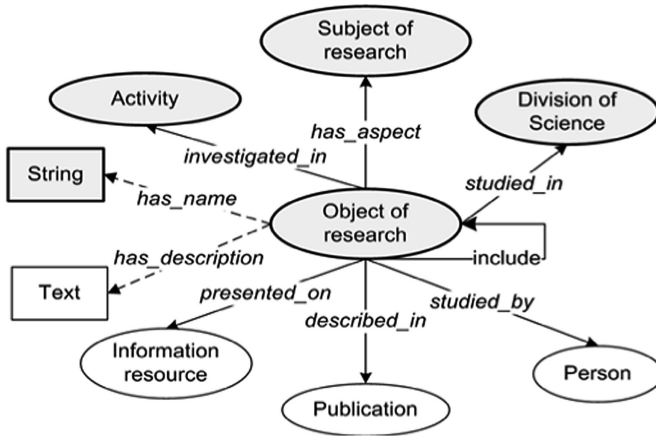 Subject of
research
Activity
Division of
Science
has_aspect
investigated_in
String
studied_in
has_name
Object of
research
has_description
include
Text
presented_on
studied_by
described_in
Information
resource
Person
Publication